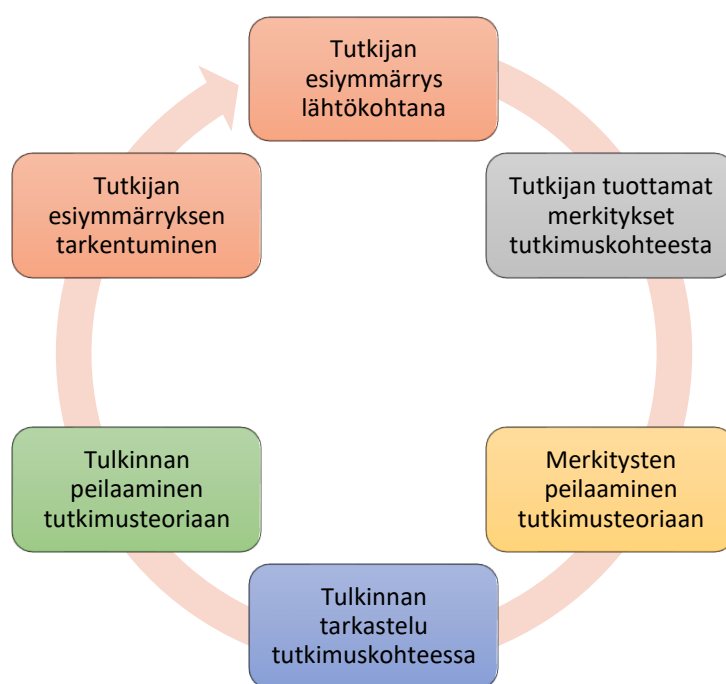 Tutkijan
esiymmärrys
lähtökohtana
Tutkijan tuottamat
merkitykset
tutkimuskohteesta
Merkitysten
peilaaminen
tutkimusteoriaan
Tulkinnan
tarkastelu
tutkimuskohteessa
Tulkinnan
peilaaminen
tutkimusteoriaan
Tutkijan
esiymmärryksen
tarkentuminen